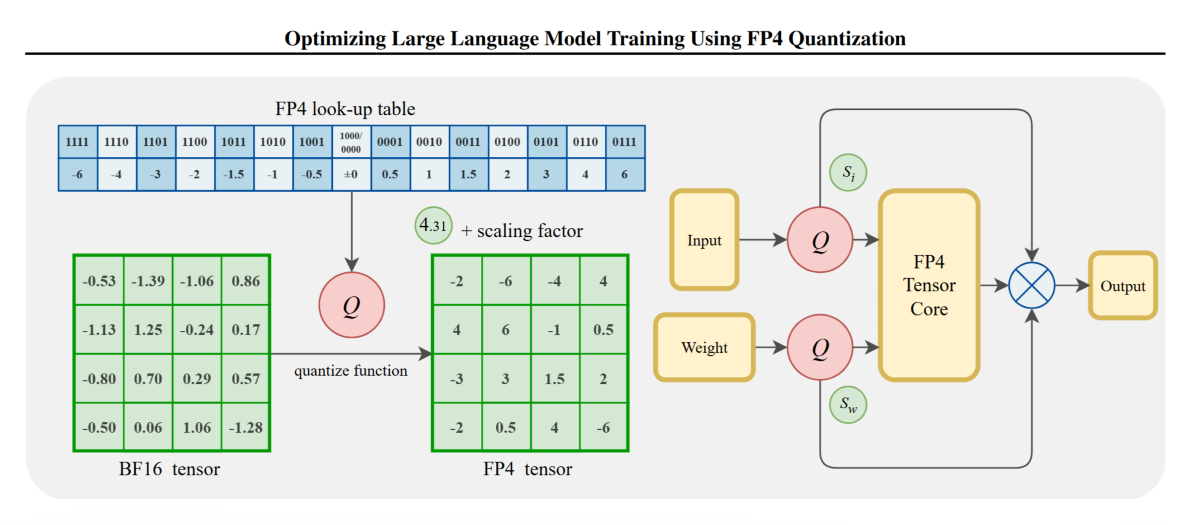 Optimizing Large Language Model Training Using FP4 Quantization
FP4 look-up table
1111 1110 1101 1100 1011 1010 1001 1000/ 0000 0001 0010 0011 0100 0101 0110 0111
-6 -4 -3 -2 -1.5 -1 -0.5 ±0 0.5 1 1.5 2 3 4 6
4.31 + scaling factor
Q
-0.53 -1.39 -1.06 0.86
-1.13 1.25 -0.24 0.17
-0.80 0.70 0.29 0.57
-0.50 0.06 1.06 -1.28
BF16 tensor
quantize function
-2 -6 -4 4
4 6 -1 0.5
-3 3 1.5 2
-2 0.5 4 -6
FP4 tensor
Si
Input
Q
FP4
Tensor
Core
Output
Weight
Q
Sw